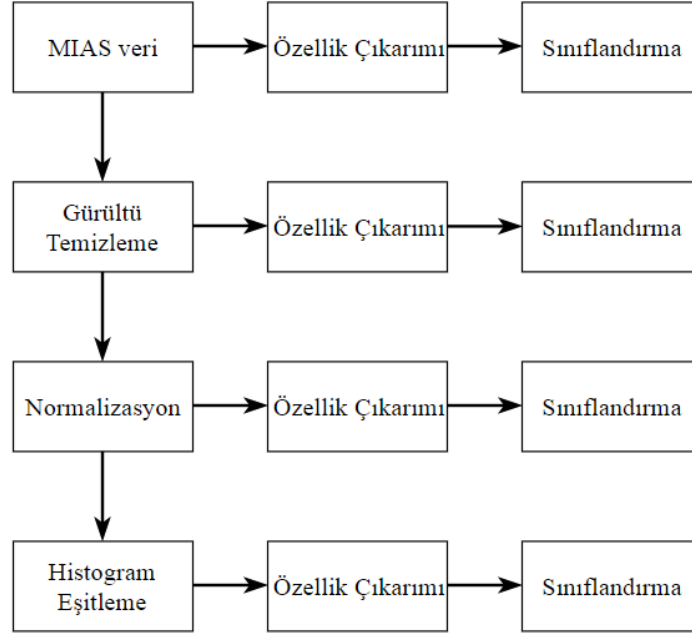 MIAS veri
Özellik Çıkarımı
Sınıflandırma
Gürültü
Temizleme
Özellik Çıkarımı
Sınıflandırma
Normalizasyon
Özellik Çıkarımı
Sınıflandırma
Histogram
Eşitleme
Özellik Çıkarımı
Sınıflandırma